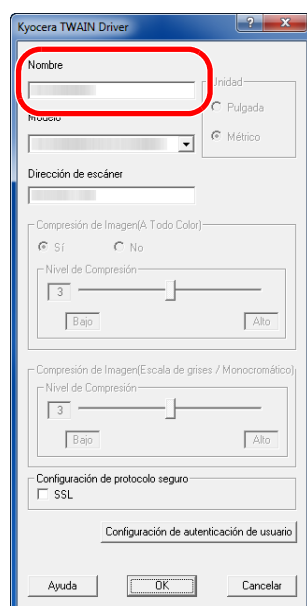 Kyocera TWAIN Driver
Nombre
Unidad
Pulgada
Métrico
Modelo
Dirección de escáner
Compresión de Imagen(A Todo Color)
Sí No
Nivel de Compresión
3
Bajo Alto
Compresión de Imagen(Escala de grises / Monocromático)
Nivel de Compresión
3
Bajo Alto
Configuración de protocolo seguro
SSL
Configuración de autenticación de usuario
Ayuda OK Cancelar